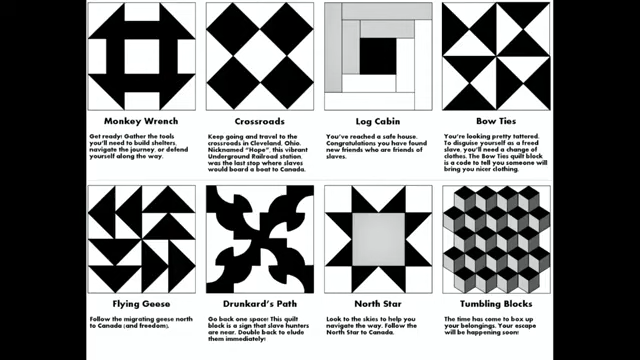 Monkey Wrench
Get ready! Gather the tools
you'll need to build shelters,
navigate the journey, or defend
yourself along the way.
Crossroads
Keep going and travel to the
crossroads in Cleveland, Ohio.
Nicknamed "Hope", this vibrant
Underground Railroad station,
was the last stop where slaves
would board a boat to Canada.
Log Cabin
You've reached a safe house.
Congratulations you have found
new friends who are friends of
slaves.
Bow Ties
You're looking pretty tattered.
To disguise yourself as a freed
slave, you'll need a change of
clothes. The Bow Ties quilt block
is a code to tell you someone will
bring you nicer clothing.
Flying Geese
Follow the migrating geese north
to Canada (and freedom).
Drunkard's Path
Go back one space! This quilt
block is a sign that slave hunters
are near. Double back to elude
them immediately!
North Star
Look to the skies to help you
navigate the way. Follow the
North Star to Canada.
Tumbling Blocks
The time has come to box up
your belongings. Your escape
will be happening soon!